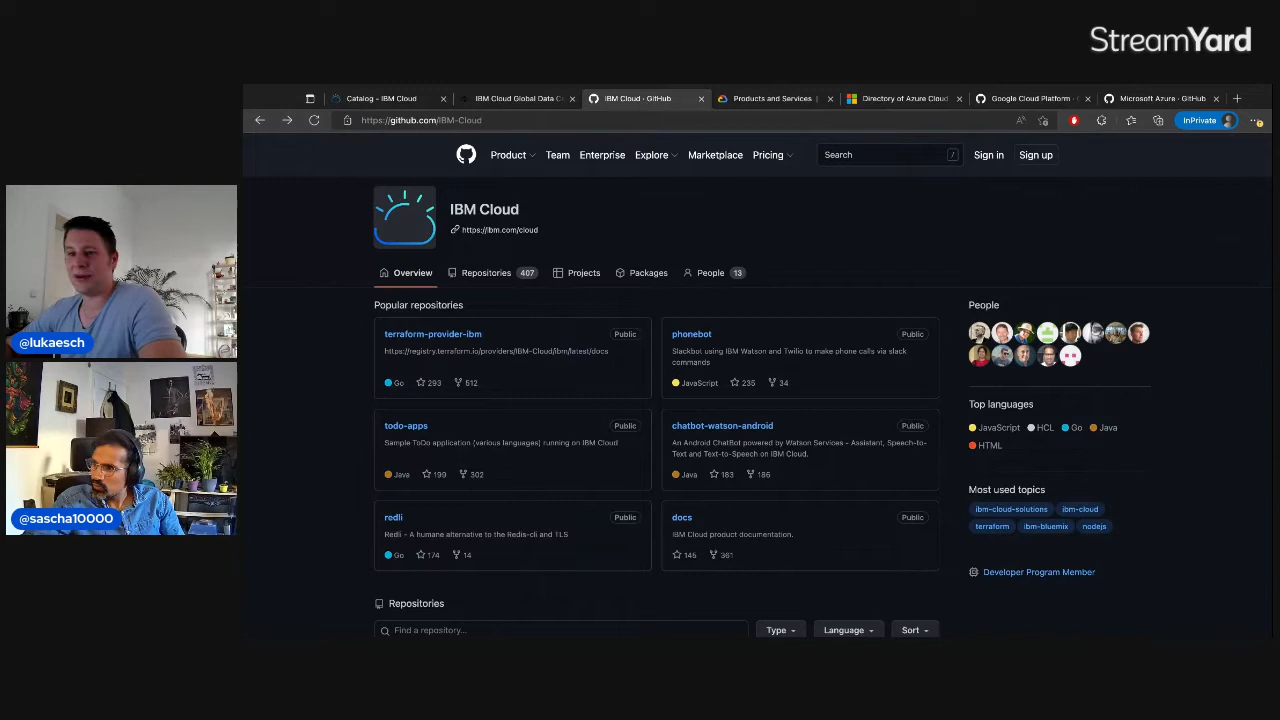 StreamYard
Catalog - IBM Cloud
IBM Cloud Global Data C
IBM Cloud · GitHub
Products and Services
Directory of Azure Cloud
Google Cloud Platform ·
Microsoft Azure · GitHub
https://github.com/IBM-Cloud
InPrivate
Product
Team
Enterprise
Explore
Marketplace
Pricing
Search
/
Sign in
Sign up
IBM Cloud
https://ibm.com/cloud
Overview
Repositories 407
Projects
Packages
People 13
Popular repositories
terraform-provider-ibm Public
https://registry.terraform.io/providers/IBM-Cloud/ibm/latest/docs
Go 293 512
phonebot Public
Slackbot using IBM Watson and Twilio to make phone calls via slack
commands
JavaScript 235 34
todo-apps Public
Sample ToDo application (various languages) running on IBM Cloud
Java 199 302
chatbot-watson-android Public
An Android ChatBot powered by Watson Services - Assistant, Speech-to-
Text and Text-to-Speech on IBM Cloud.
Java 183 186
redli Public
Redli - A humane alternative to the Redis-cli and TLS
Go 174 14
docs Public
IBM Cloud product documentation.
145 361
Repositories
Find a repository...
Type
Language
Sort
People
Top languages
JavaScript HCL Go Java
HTML
Most used topics
ibm-cloud-solutions ibm-cloud
terraform ibm-bluemix nodejs
Developer Program Member
@lukaesch
@sascha10000